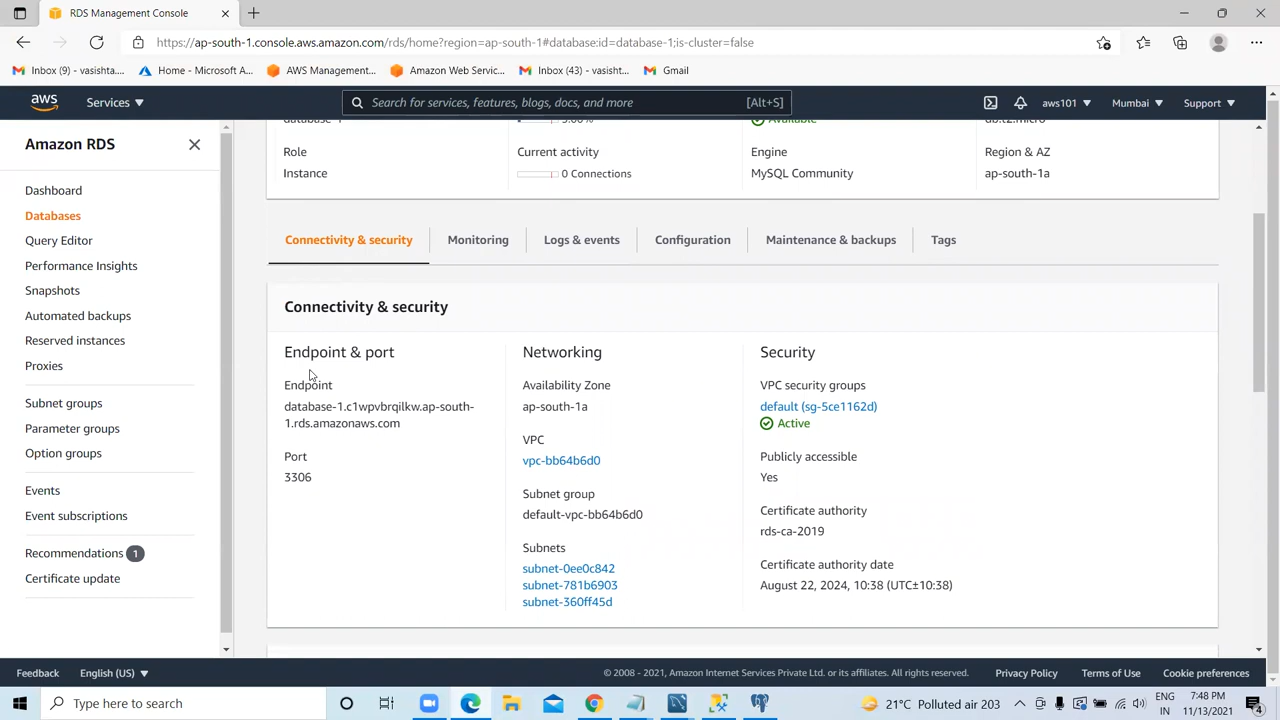 RDS Management Console
https://ap-south-1.console.aws.amazon.com/rds/home?region=ap-south-1#database:id=database-1;is-cluster=false
Inbox (9) - vasishta....
Home - Microsoft A...
AWS Management...
Amazon Web Servic...
Inbox (43) - vasisht...
Gmail
aws
Services
Search for services, features, blogs, docs, and more
[Alt+S]
aws101
Mumbai
Support
Amazon RDS
Dashboard
Databases
Query Editor
Performance Insights
Snapshots
Automated backups
Reserved instances
Proxies
Subnet groups
Parameter groups
Option groups
Events
Event subscriptions
Recommendations 1
Certificate update
database-1
5.00%
Available
db.t2.micro
Role
Current activity
Engine
Region & AZ
Instance
0 Connections
MySQL Community
ap-south-1a
Connectivity & security
Monitoring
Logs & events
Configuration
Maintenance & backups
Tags
Connectivity & security
Endpoint & port
Endpoint
database-1.c1wpvbrqilkw.ap-south-
1.rds.amazonaws.com
Port
3306
Networking
Availability Zone
ap-south-1a
VPC
vpc-bb64b6d0
Subnet group
default-vpc-bb64b6d0
Subnets
subnet-0ee0c842
subnet-781b6903
subnet-360ff45d
Security
VPC security groups
default (sg-5ce1162d)
Active
Publicly accessible
Yes
Certificate authority
rds-ca-2019
Certificate authority date
August 22, 2024, 10:38 (UTC±10:38)
Feedback
English (US)
© 2008 - 2021, Amazon Internet Services Private Ltd. or its affiliates. All rights reserved.
Privacy Policy
Terms of Use
Cookie preferences
Type here to search
21°C Polluted air 203
ENG
IN
7:48 PM
11/13/2021
4